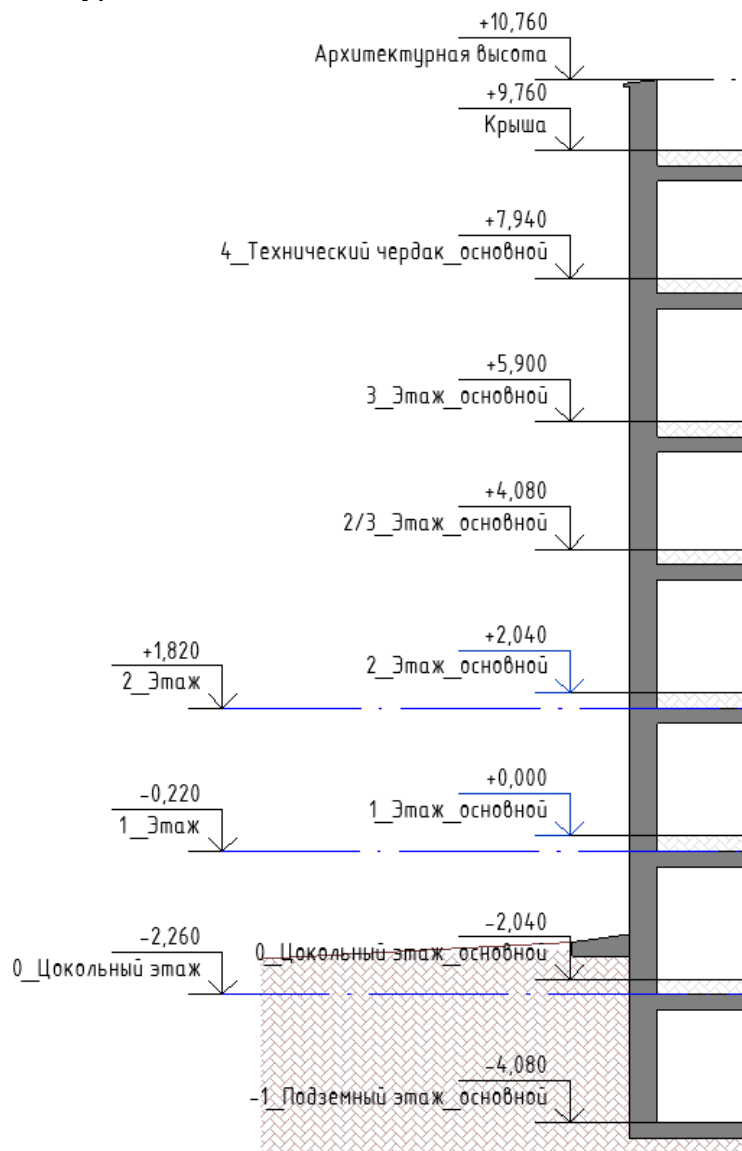 +10,760
Архитектурная высота
+9,760
Крыша
+7,940
4_Технический чердак_основной
+5,900
3_Этаж_основной
+4,080
2/3_Этаж_основной
+1,820
2_Этаж
+2,040
2_Этаж_основной
-0,220
1_Этаж
+0,000
1_Этаж_основной
-2,260
0_Цокольный этаж
-2,040
0_Цокольный этаж_основной
-4,080
-1_Подземный этаж_основной